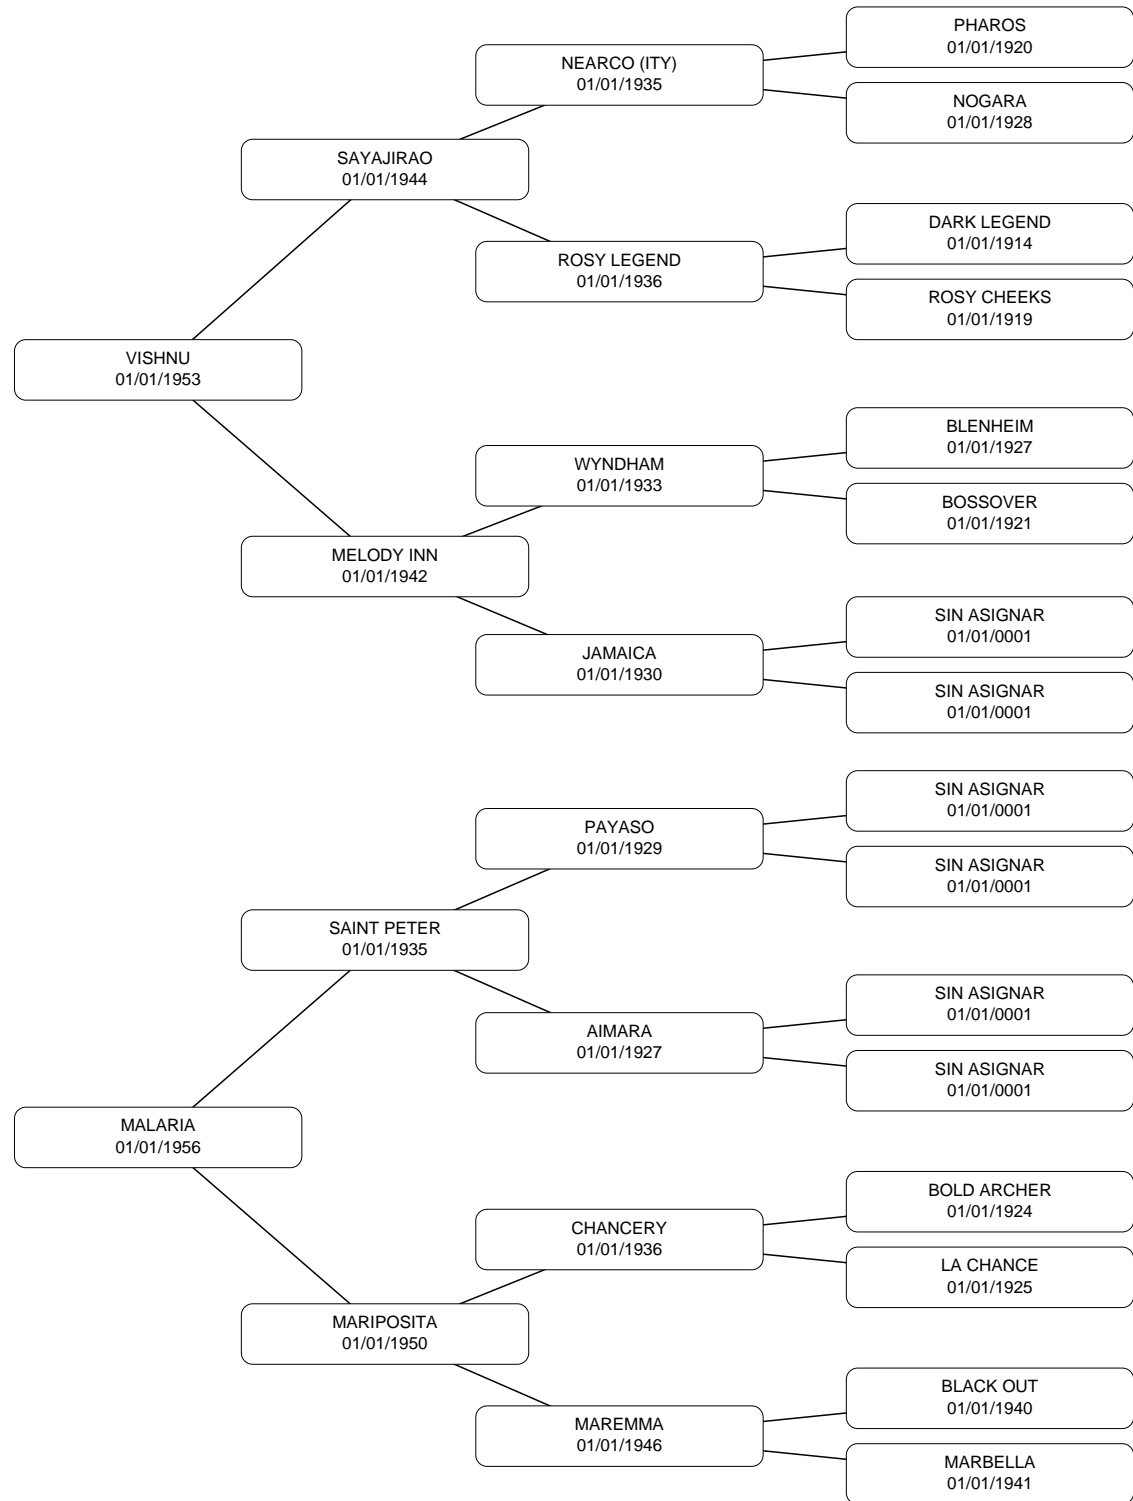 PHAROS
01/01/1920
NEARCO (ITY)
01/01/1935
NOGARA
01/01/1928
SAYAJIRAO
01/01/1944
DARK LEGEND
01/01/1914
ROSY LEGEND
01/01/1936
ROSY CHEEKS
01/01/1919
VISHNU
01/01/1953
BLENHEIM
01/01/1927
WYNDHAM
01/01/1933
BOSSOVER
01/01/1921
MELODY INN
01/01/1942
SIN ASIGNAR
01/01/0001
JAMAICA
01/01/1930
SIN ASIGNAR
01/01/0001
SIN ASIGNAR
01/01/0001
PAYASO
01/01/1929
SIN ASIGNAR
01/01/0001
SAINT PETER
01/01/1935
SIN ASIGNAR
01/01/0001
AIMARA
01/01/1927
SIN ASIGNAR
01/01/0001
MALARIA
01/01/1956
BOLD ARCHER
01/01/1924
CHANCERY
01/01/1936
LA CHANCE
01/01/1925
MARIPOSITA
01/01/1950
BLACK OUT
01/01/1940
MAREMMA
01/01/1946
MARBELLA
01/01/1941